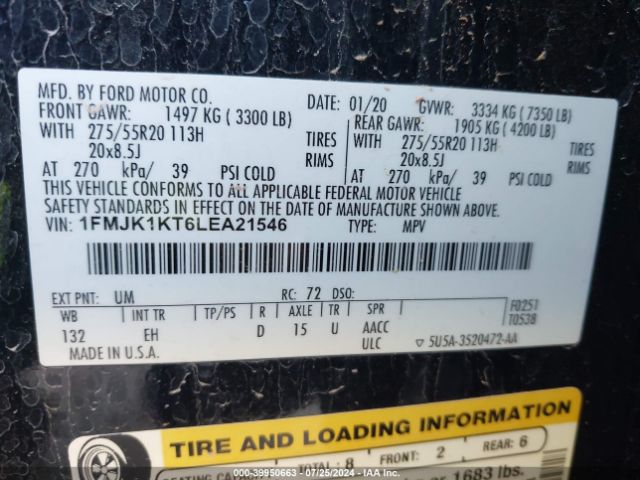 MFD. BY FORD MOTOR CO.
DATE: 01/20 GVWR: 3334 KG (7350 LB)
FRONT GAWR: 1497 KG (3300 LB)
REAR GAWR: 1905 KG (4200 LB)
WITH 275/55R20 113H TIRES
WITH 275/55R20 113H TIRES
20x8.5J RIMS
20x8.5J RIMS
AT 270 kPa/ 39 PSI COLD
AT 270 kPa/ 39 PSI COLD
THIS VEHICLE CONFORMS TO ALL APPLICABLE FEDERAL MOTOR VEHICLE
SAFETY STANDARDS IN EFFECT ON THE DATE OF MANUFACTURE SHOWN ABOVE.
VIN: 1FMJK1KT6LEA21546 TYPE: MPV
EXT PNT: UM RC: 72 DSO:
F0251
T0538
WB INT TR TP/PS R AXLE TR SPR
132 EH D 15 U AACC
ULC
MADE IN U.S.A.
▽ 5U5A-3520472-AA
TIRE AND LOADING INFORMATION
TOTAL: 8 FRONT: 2 REAR: 6
1683 lbs.
00-39950663 - 07/25/2024 - IAA Inc.